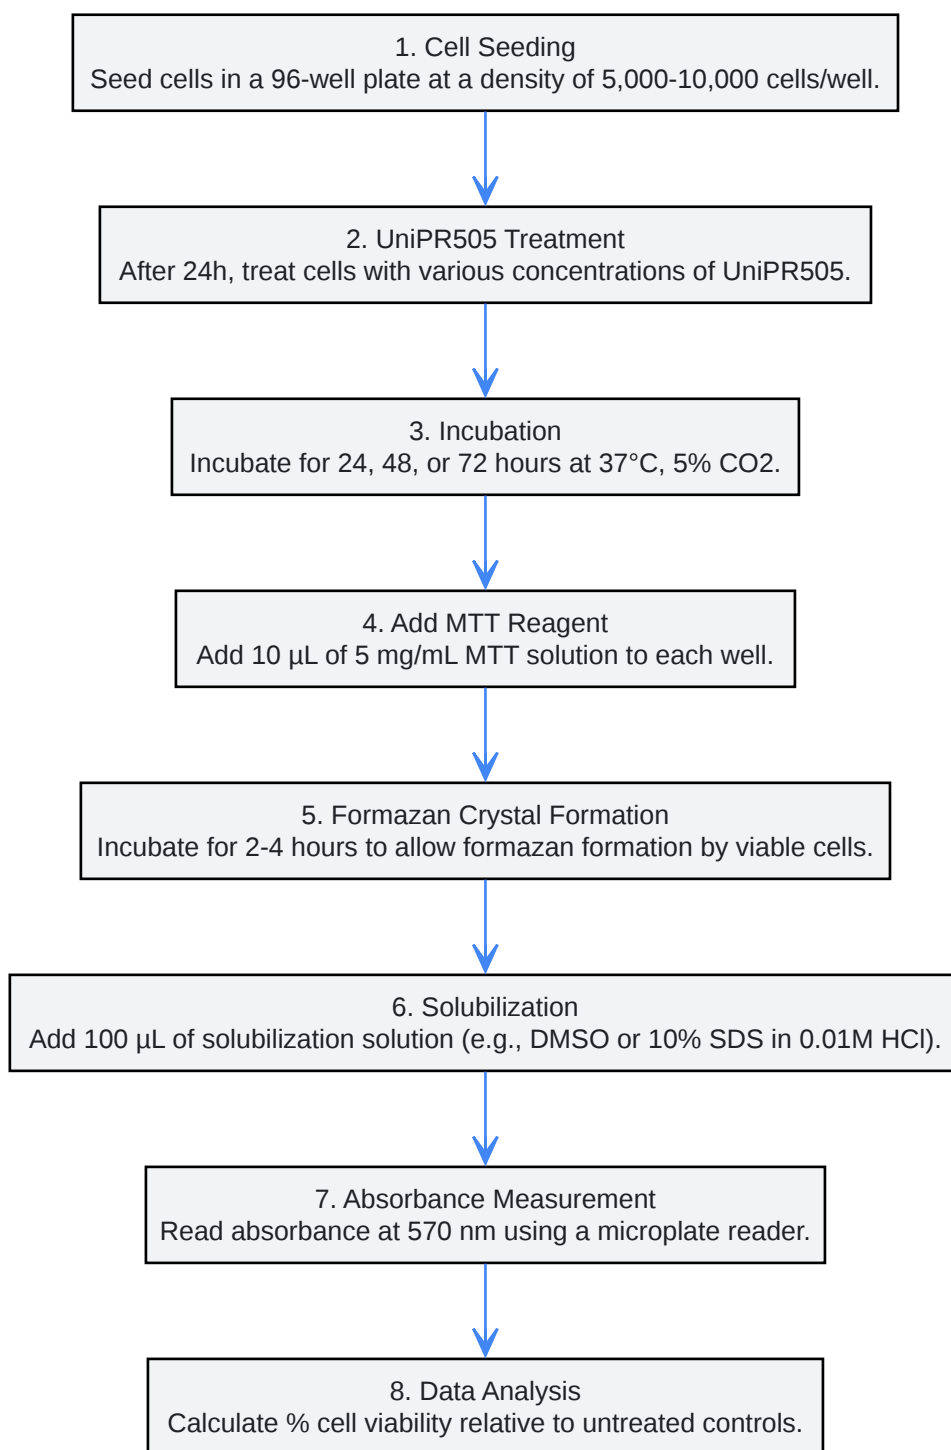 1. Cell Seeding
Seed cells in a 96-well plate at a density of 5,000-10,000 cells/well.
2. UniPR505 Treatment
After 24h, treat cells with various concentrations of UniPR505.
3. Incubation
Incubate for 24, 48, or 72 hours at 37°C, 5% CO2.
4. Add MTT Reagent
Add 10 µL of 5 mg/mL MTT solution to each well.
5. Formazan Crystal Formation
Incubate for 2-4 hours to allow formazan formation by viable cells.
6. Solubilization
Add 100 µL of solubilization solution (e.g., DMSO or 10% SDS in 0.01M HCl).
7. Absorbance Measurement
Read absorbance at 570 nm using a microplate reader.
8. Data Analysis
Calculate % cell viability relative to untreated controls.